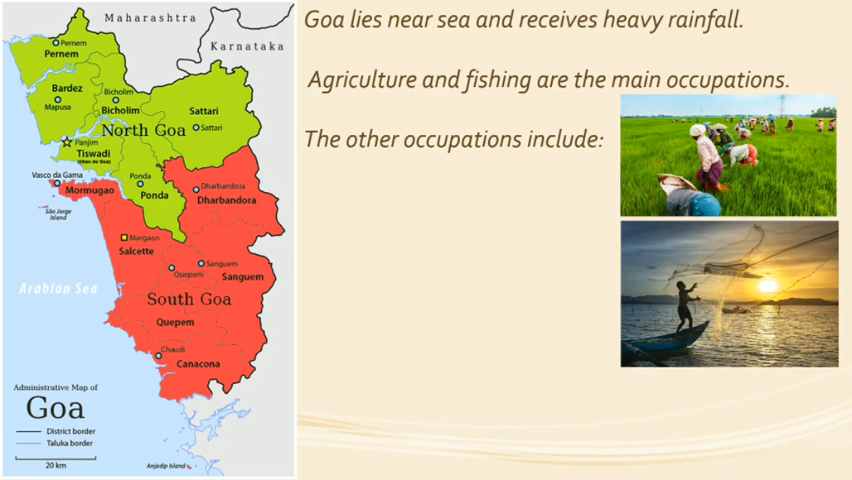 Goa lies near sea and receives heavy rainfall.
Agriculture and fishing are the main occupations.
The other occupations include:
Maharashtra
Karnataka
Pernem
Pernem
Bardez
Mapusa
Bicholim
Bicholim
Sattari
Sattari
North Goa
Panjim
Tiswadi
(Ilhas de Goa)
Vasco da Gama
Mormugao
São Jorge
Island
Ponda
Ponda
Dharbandora
Dharbandora
Margaon
Salcette
Sanguem
Sanguem
Quepem
Arabian Sea
South Goa
Quepem
Chaudi
Canacona
Administrative Map of
Goa
District border
Taluka border
20 km
Anjadip Island